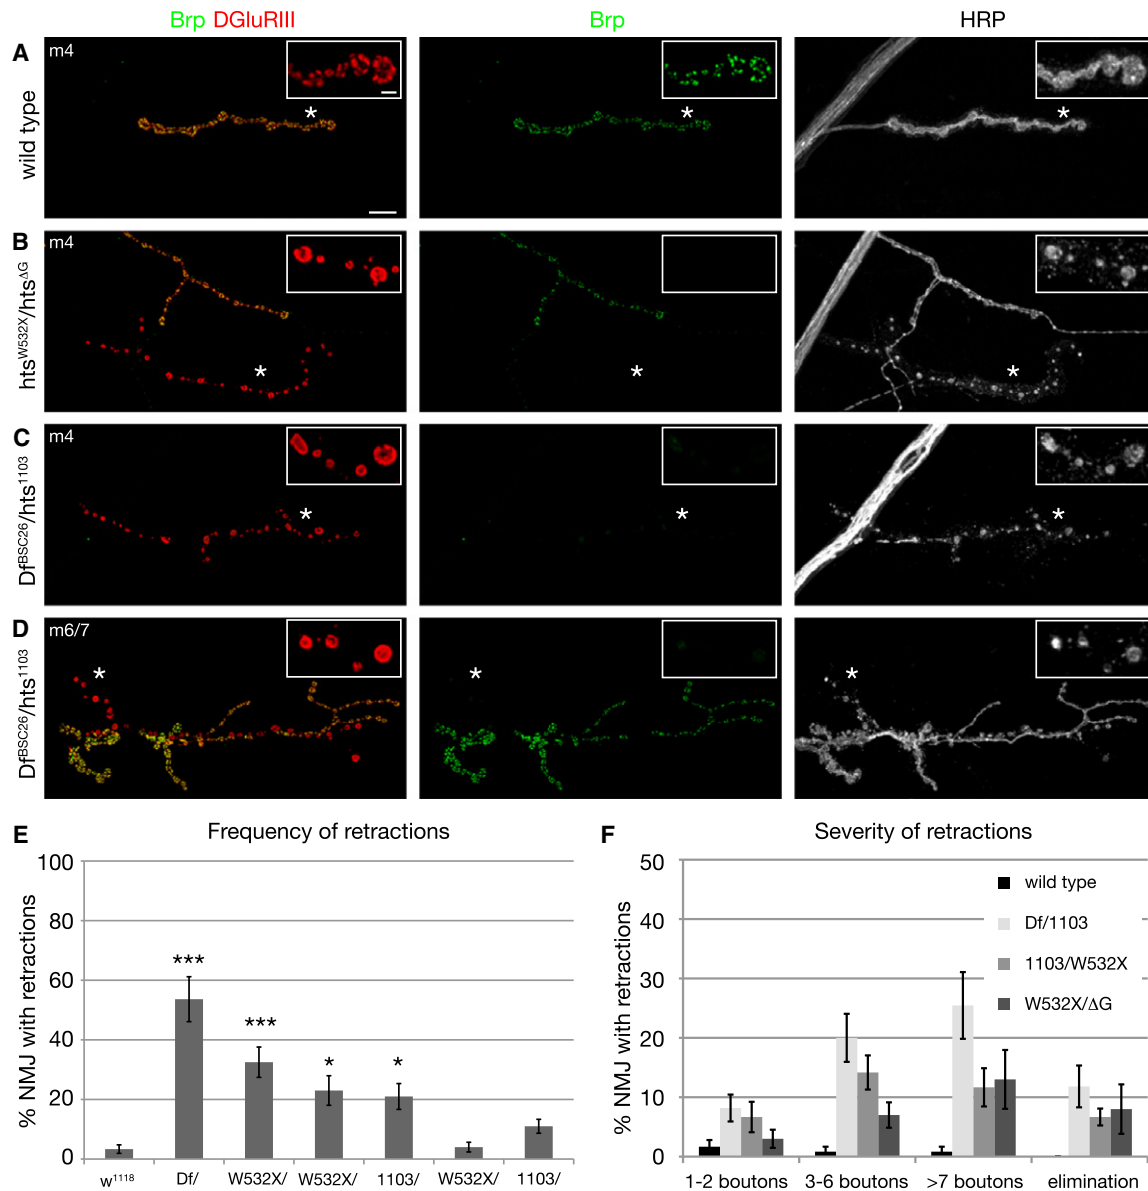 Brp DGluRIII
Brp
HRP
A
m4
wild type
B
m4
hts^W532X/hts^ΔG
C
m4
Df^BSC26/hts^1103
D
m6/7
Df^BSC26/hts^1103
E
Frequency of retractions
% NMJ with retractions
100
80
60
40
20
0
***
***
*
*
w^1118
Df/
W532X/
W532X/
1103/
W532X/
1103/
F
Severity of retractions
% NMJ with retractions
50
40
30
20
10
0
wild type
Df/1103
1103/W532X
W532X/ΔG
1-2 boutons
3-6 boutons
>7 boutons
elimination